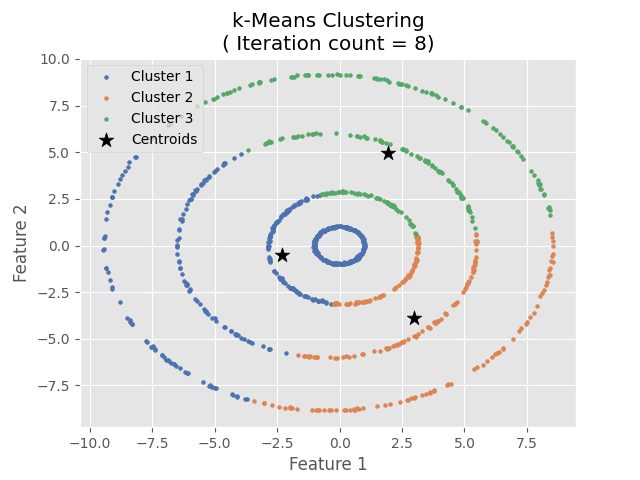 k-Means Clustering
( Iteration count = 8)
Cluster 1
Cluster 2
Cluster 3
Centroids
Feature 2
10.0
7.5
5.0
2.5
0.0
−2.5
−5.0
−7.5
−10.0 −7.5 −5.0 −2.5 0.0 2.5 5.0 7.5
Feature 1